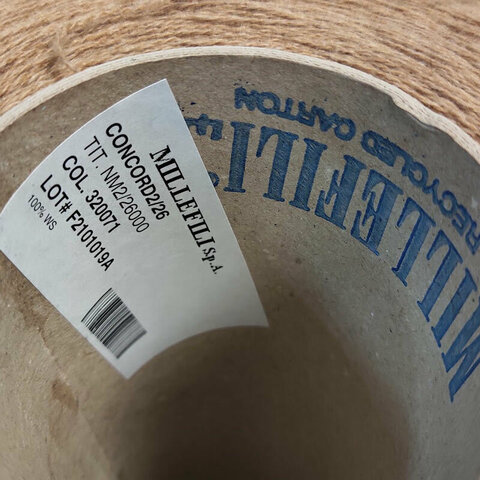 MILLEFILI S.p.A.
CONCORD2/26
TIT. NM2/26000
COL. 320071
LOT# F2101019A
100% WS
MILLEFILI
RECYCLED CARTON